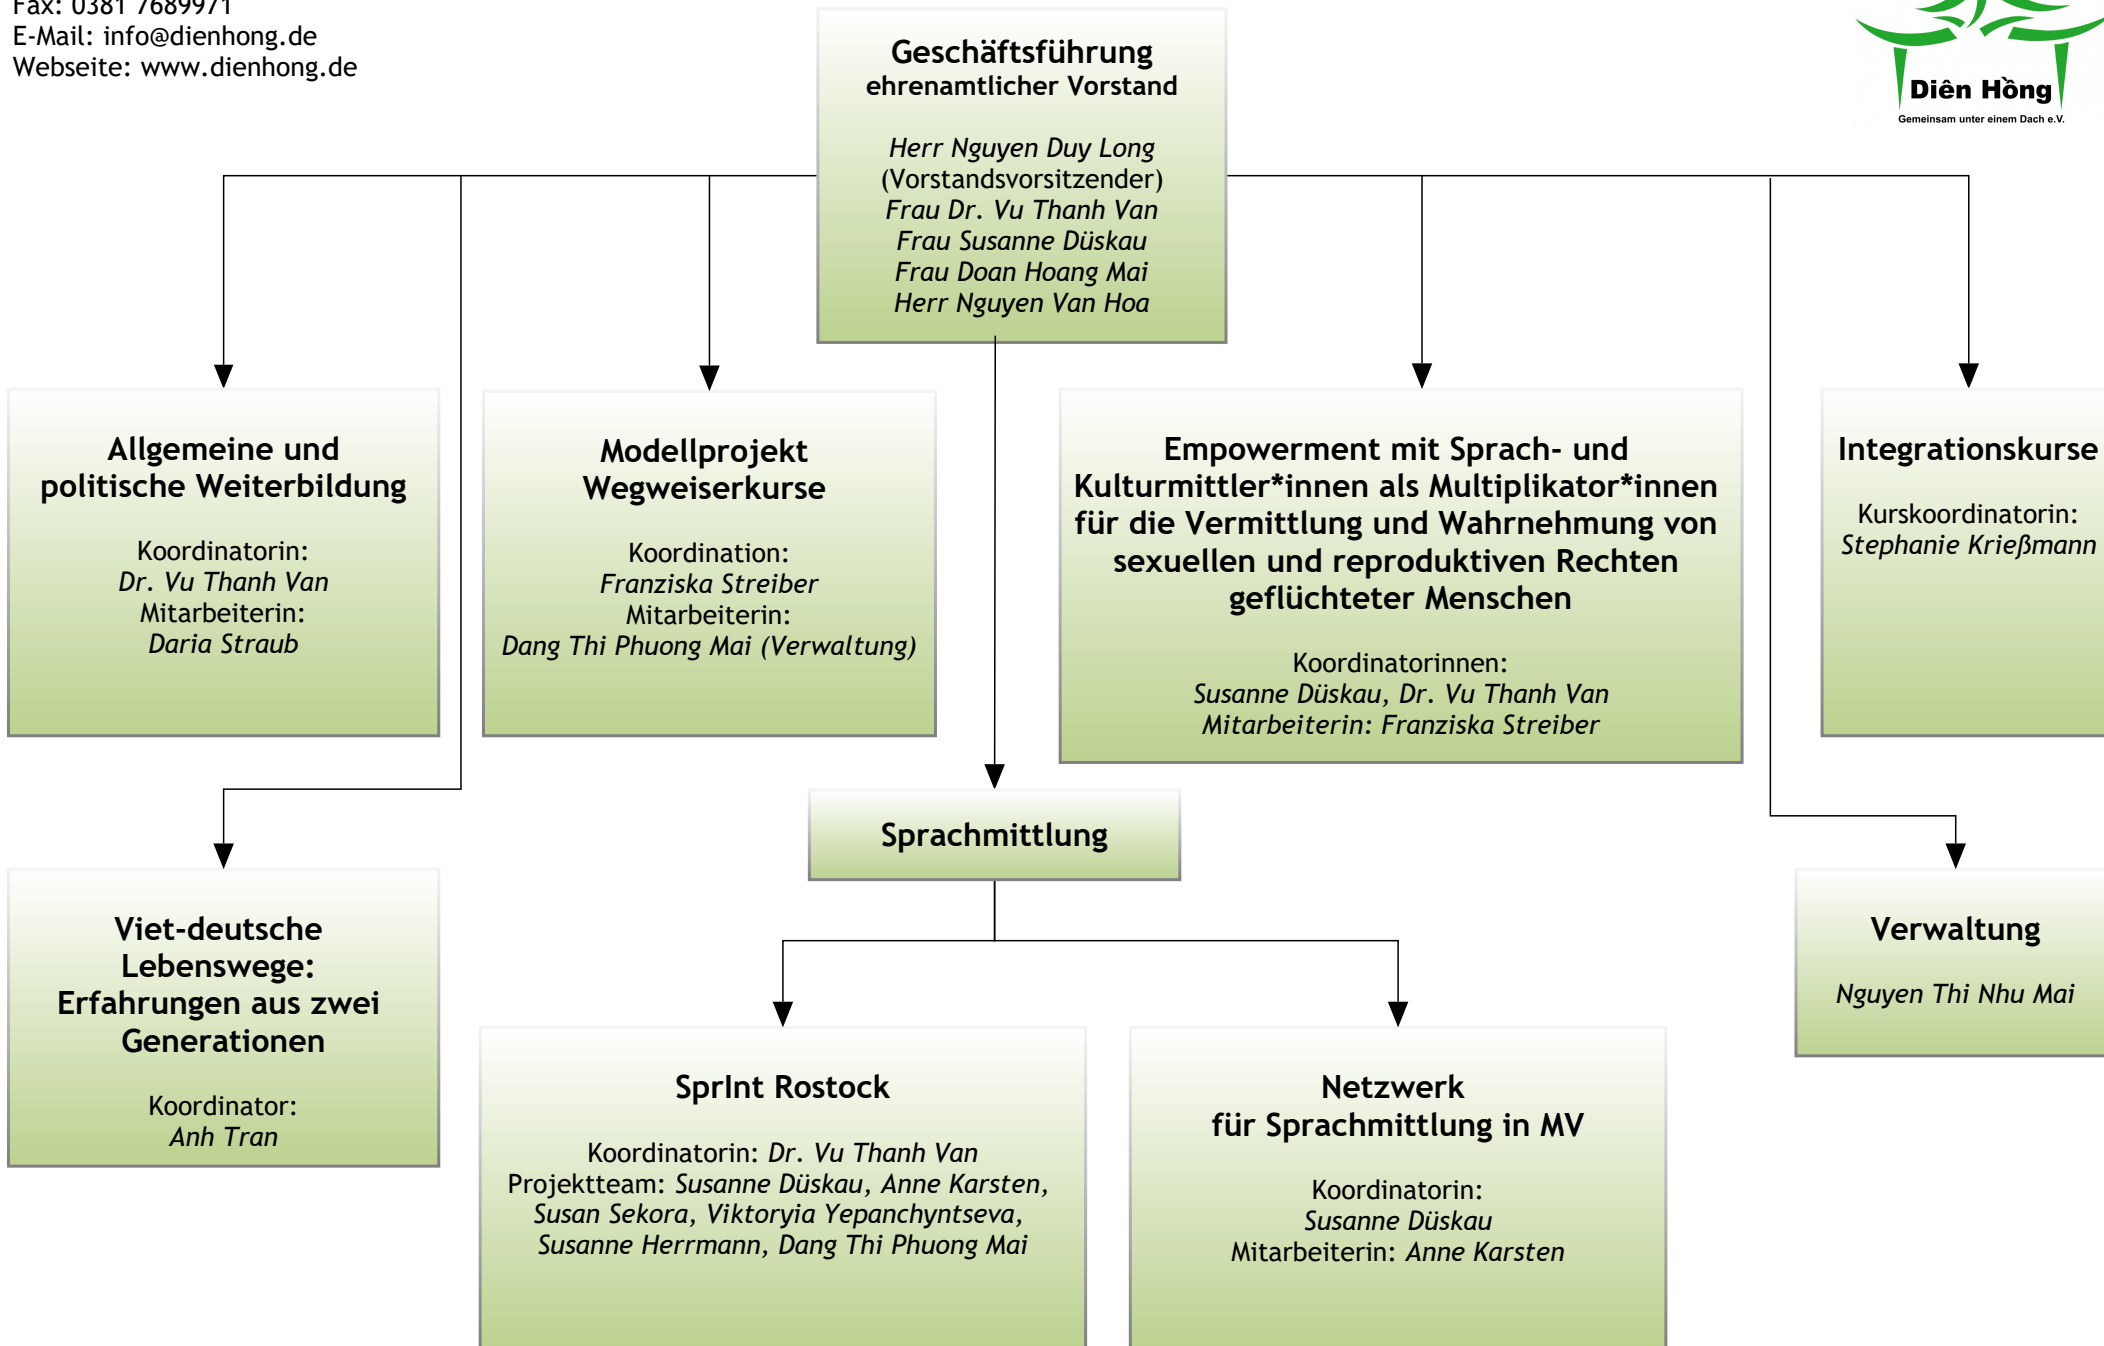 Fax: 0381 7689971
E-Mail: info@dienhong.de
Webseite: www.dienhong.de
Geschäftsführung
ehrenamtlicher Vorstand
Herr Nguyen Duy Long
(Vorstandsvorsitzender)
Frau Dr. Vu Thanh Van
Frau Susanne Düskau
Frau Doan Hoang Mai
Herr Nguyen Van Hoa
Diên Hồng
Gemeinsam unter einem Dach e.V.
Allgemeine und
politische Weiterbildung
Koordinatorin:
Dr. Vu Thanh Van
Mitarbeiterin:
Daria Straub
Modellprojekt
Wegweiserkurse
Koordination:
Franziska Streiber
Mitarbeiterin:
Dang Thi Phuong Mai (Verwaltung)
Empowerment mit Sprach- und
Kulturmittler*innen als Multiplikator*innen
für die Vermittlung und Wahrnehmung von
sexuellen und reproduktiven Rechten
geflüchteter Menschen
Koordinatorinnen:
Susanne Düskau, Dr. Vu Thanh Van
Mitarbeiterin: Franziska Streiber
Integrationskurse
Kurskoordinatorin:
Stephanie Krießmann
Sprachmittlung
Viet-deutsche
Lebenswege:
Erfahrungen aus zwei
Generationen
Koordinator:
Anh Tran
Verwaltung
Nguyen Thi Nhu Mai
SprInt Rostock
Koordinatorin: Dr. Vu Thanh Van
Projektteam: Susanne Düskau, Anne Karsten,
Susan Sekora, Viktoryia Yepanchyntseva,
Susanne Herrmann, Dang Thi Phuong Mai
Netzwerk
für Sprachmittlung in MV
Koordinatorin:
Susanne Düskau
Mitarbeiterin: Anne Karsten